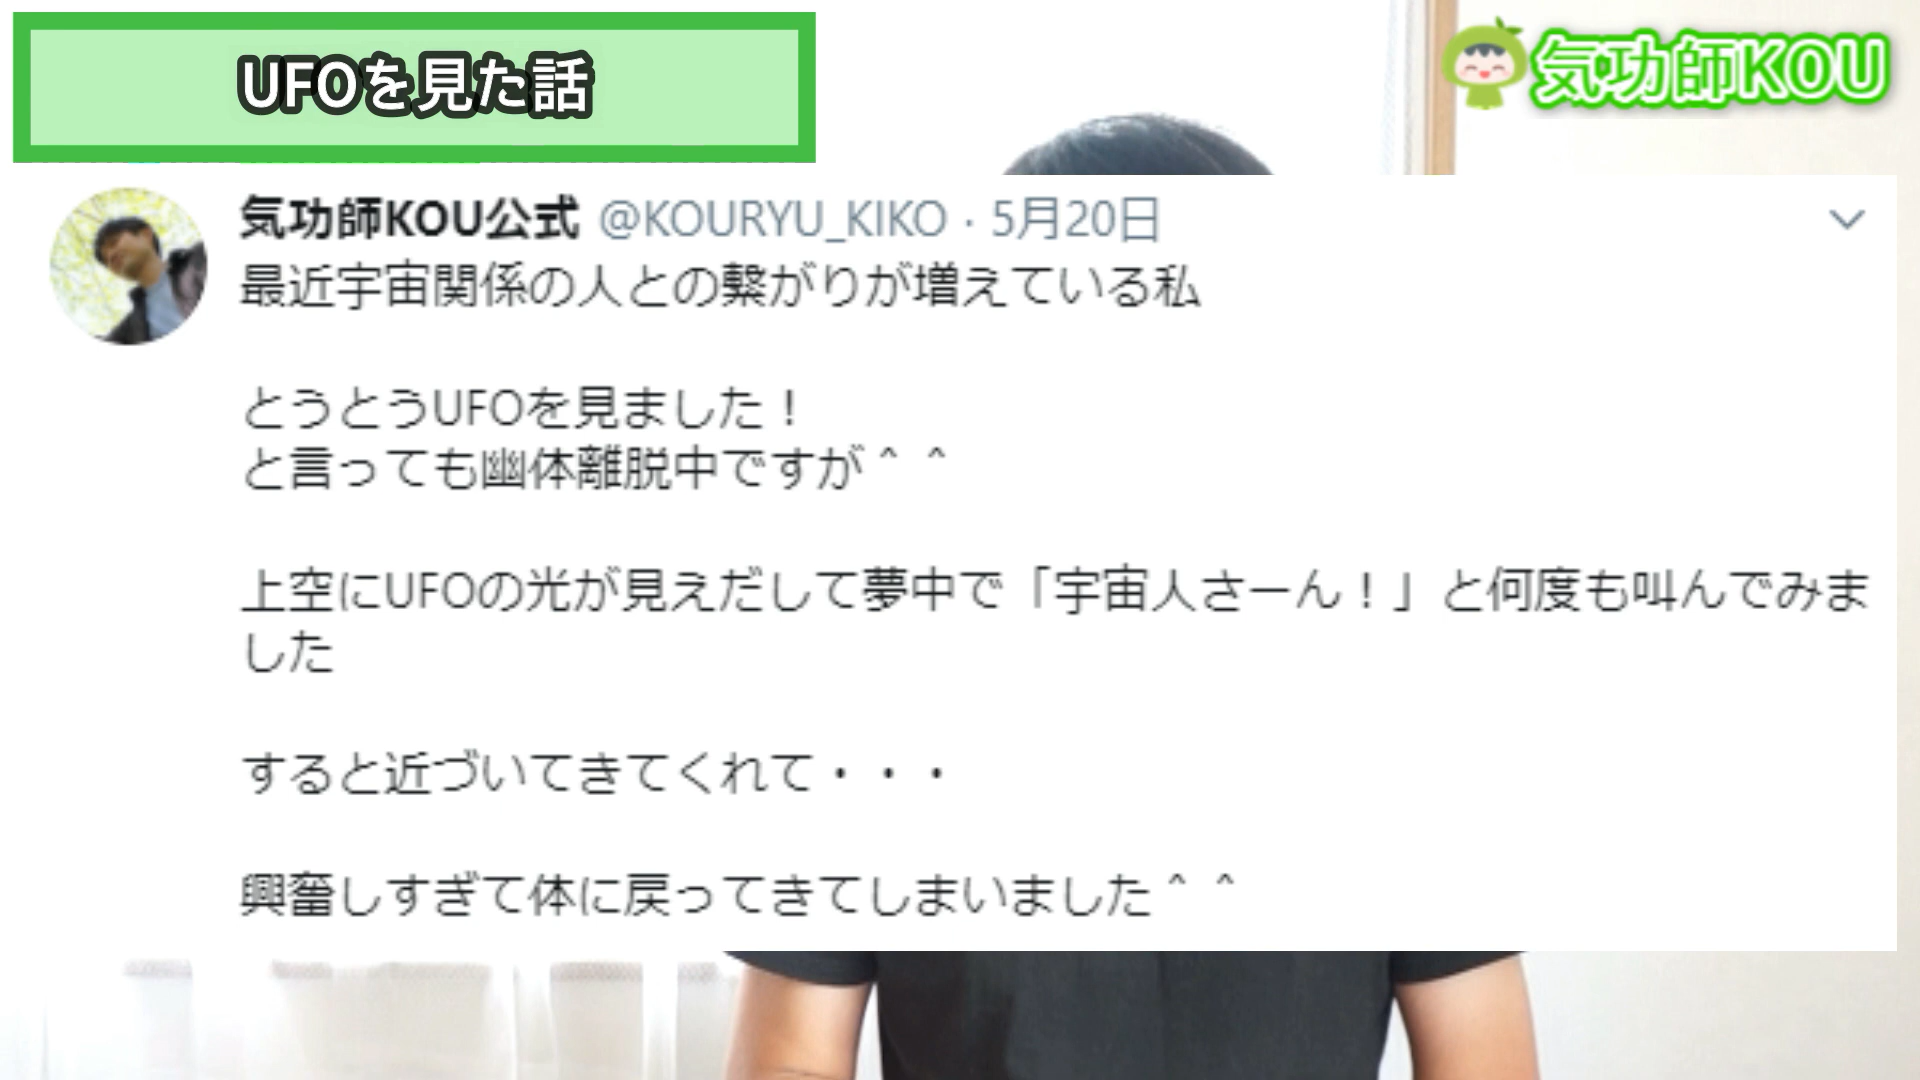 UFOを見た話
気功師KOU
気功師KOU公式 @KOURYU_KIKO · 5月20日
最近宇宙関係の人との繋がりが増えている私
とうとうUFOを見ました！
と言っても幽体離脱中ですが＾＾
上空にUFOの光が見えだして夢中で「宇宙人さーん！」と何度も叫んでみま
した
すると近づいてきてくれて・・・
興奮しすぎて体に戻ってきてしまいました＾＾